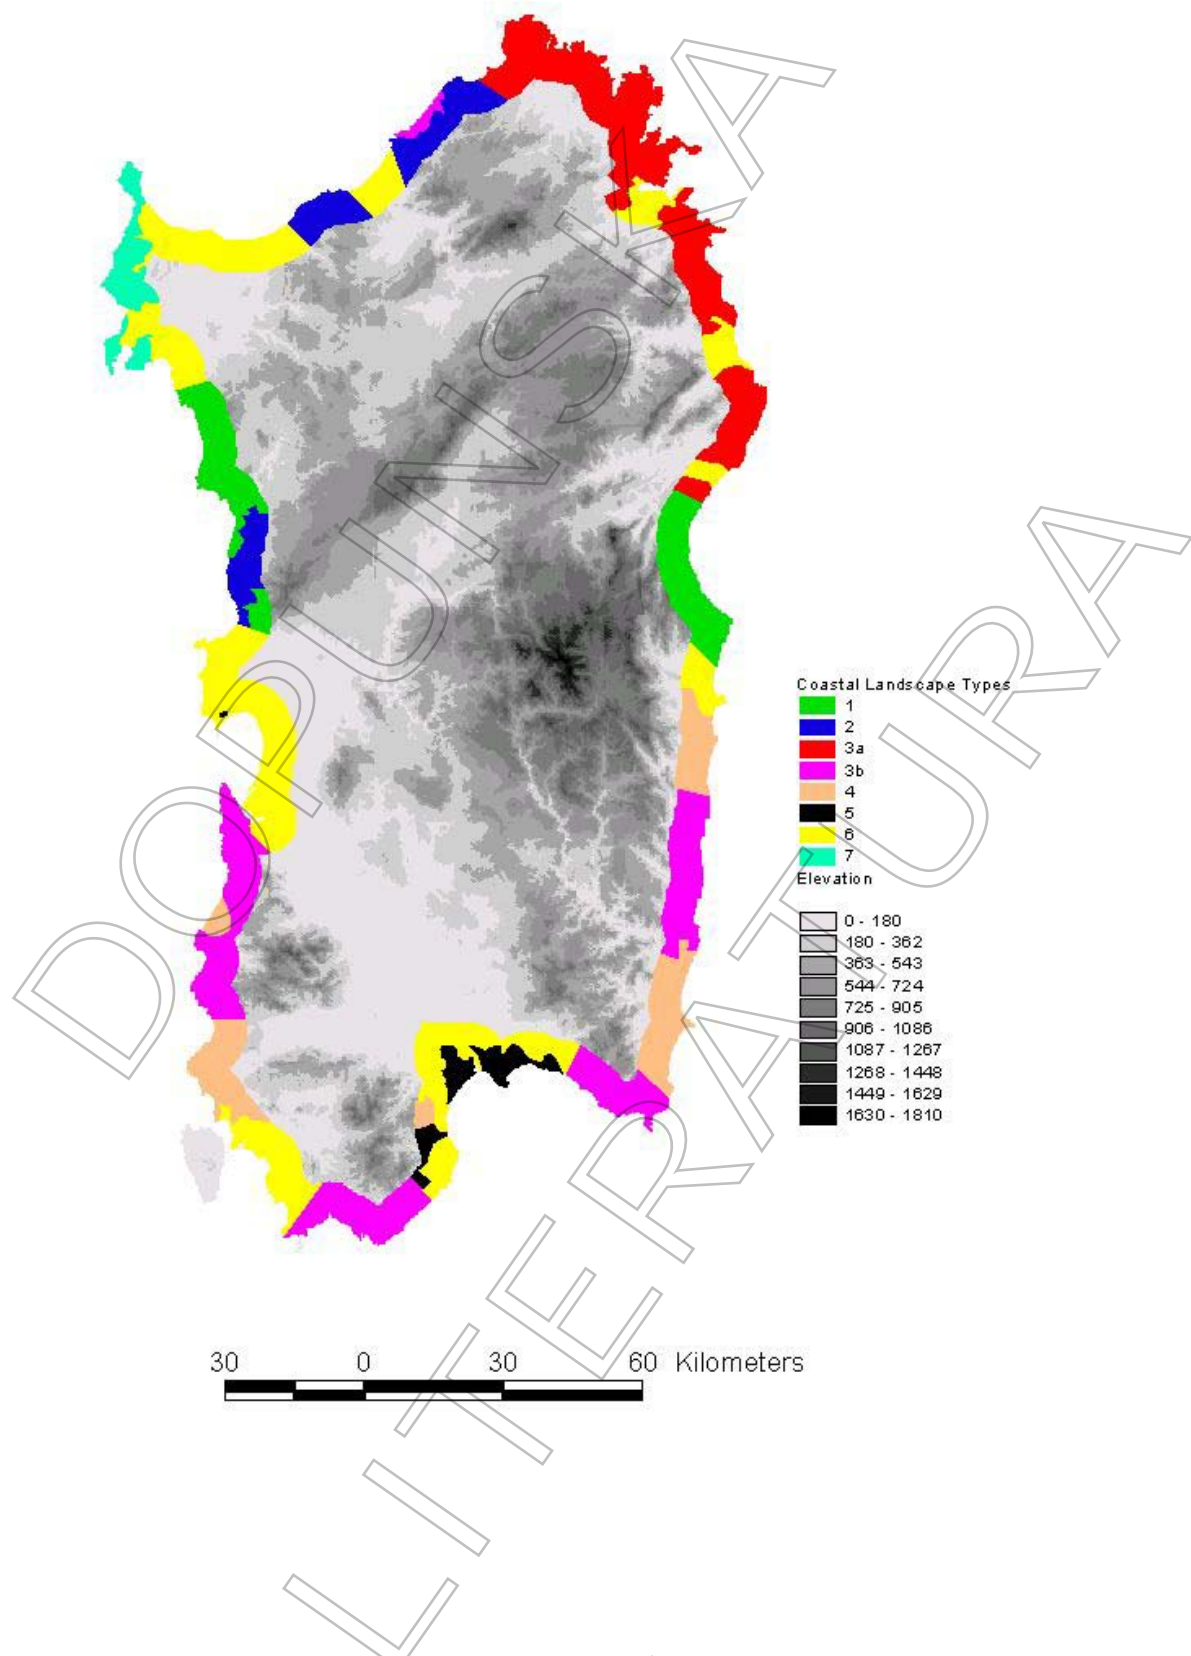 DOPUNSKA
LITERATURA
Coastal Landscape Types
1
2
3a
3b
4
5
6
7
Elevation
0 - 180
180 - 362
363 - 543
544 - 724
725 - 905
906 - 1086
1087 - 1267
1268 - 1448
1449 - 1629
1630 - 1810
30 0 30 60 Kilometers